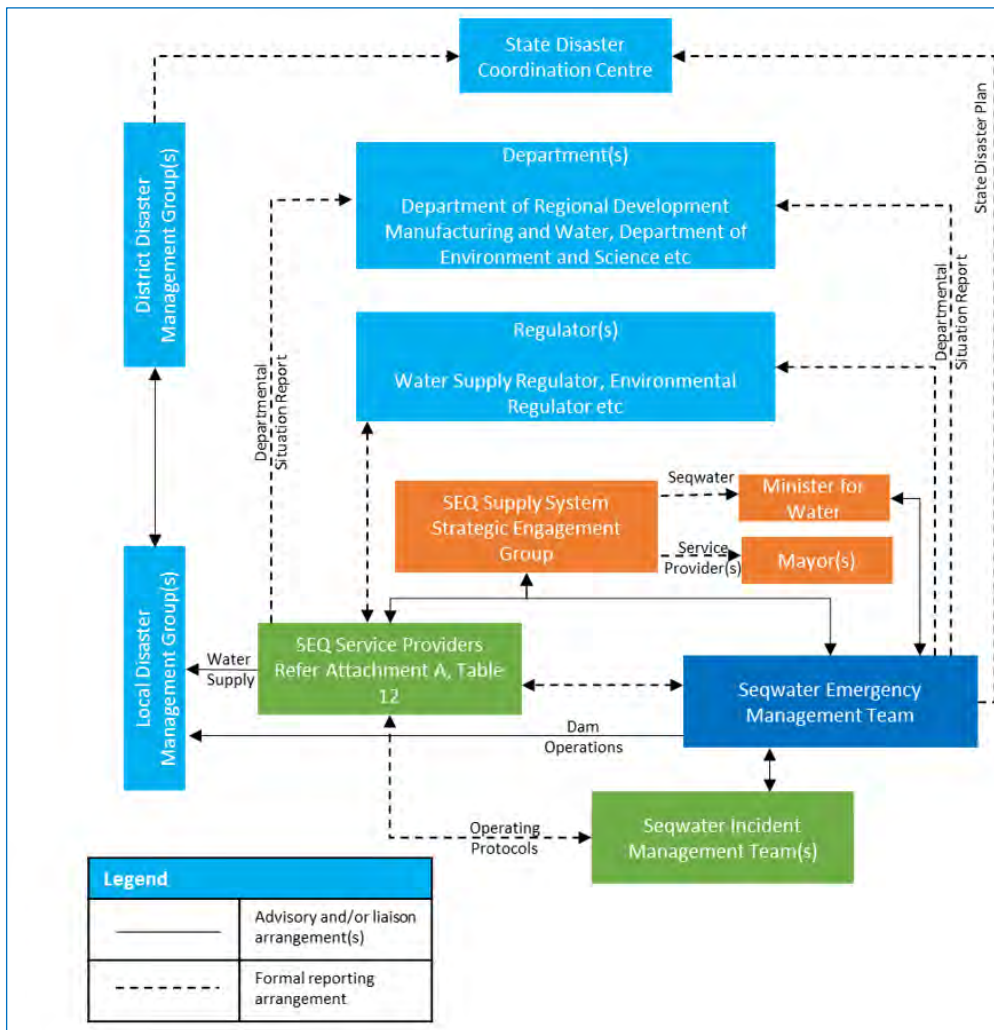 State Disaster
Coordination Centre
State Disaster Plan
District Disaster
Management Group(s)
Department(s)
Department of Regional Development
Manufacturing and Water, Department of
Environment and Science etc
Departmental
Situation Report
Departmental
Situation Report
Regulator(s)
Water Supply Regulator, Environmental
Regulator etc
SEQ Supply System
Strategic Engagement
Group
Seqwater
Minister for
Water
Service
Provider(s)
Mayor(s)
Local Disaster
Management Group(s)
Water
Supply
SEQ Service Providers
Refer Attachment A, Table
12
Seqwater Emergency
Management Team
Dam
Operations
Operating
Protocols
Seqwater Incident
Management Team(s)
Legend
Advisory and/or liaison
arrangement(s)
Formal reporting
arrangement